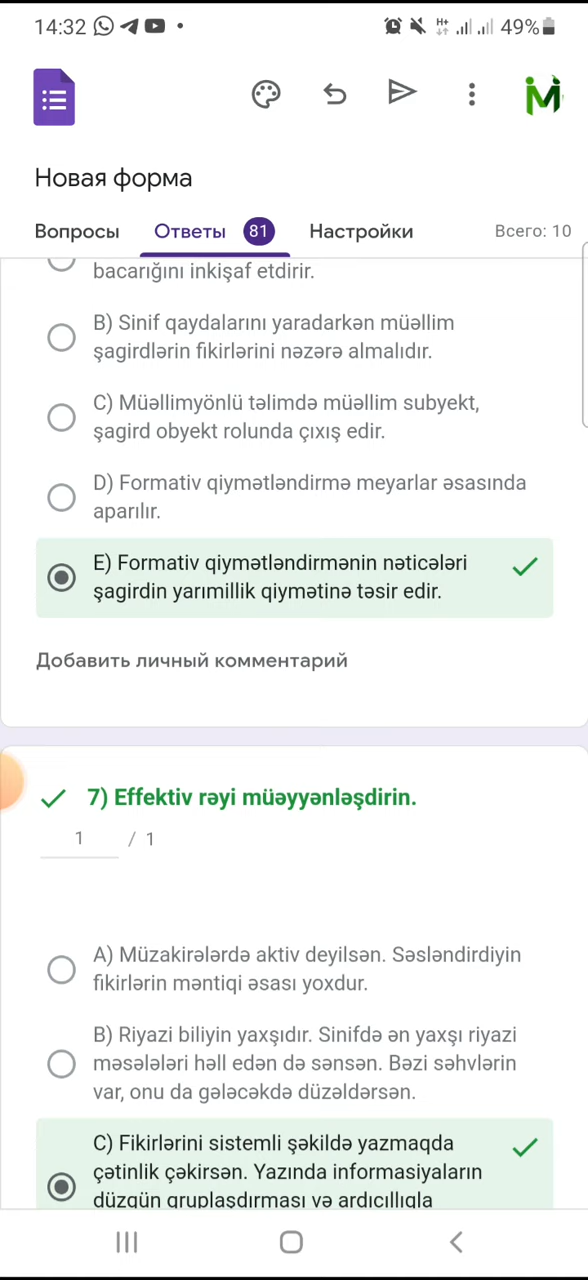 14:32 H+ 49%
Новая форма
Вопросы Ответы 81 Настройки Всего: 10
bacarığını inkişaf etdirir.
B) Sinif qaydalarını yaradarkən müəllim
şagirdlərin fikirlərini nəzərə almalıdır.
C) Müəllimyönlü təlimdə müəllim subyekt,
şagird obyekt rolunda çıxış edir.
D) Formativ qiymətləndirmə meyarlar əsasında
aparılır.
E) Formativ qiymətləndirmənin nəticələri
şagirdin yarımillik qiymətinə təsir edir.
Добавить личный комментарий
7) Effektiv rəyi müəyyənləşdirin.
1 / 1
A) Müzakirələrdə aktiv deyilsən. Səsləndirdiyin
fikirlərin məntiqi əsası yoxdur.
B) Riyazi biliyin yaxşıdır. Sinifdə ən yaxşı riyazi
məsələləri həll edən də sənsən. Bəzi səhvlərin
var, onu da gələcəkdə düzəldərsən.
C) Fikirlərini sistemli şəkildə yazmaqda
çətinlik çəkirsən. Yazında informasiyaların
düzgün qruplaşdırması və ardıcıllıqla